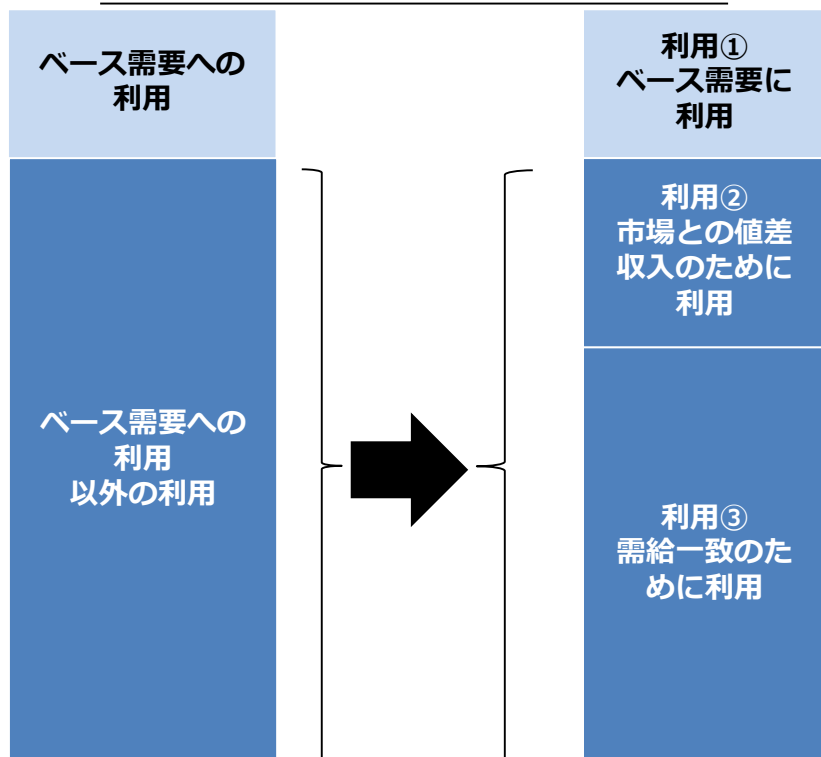 ベース需要への
利用
ベース需要への
利用
以外の利用
利用①
ベース需要に
利用
利用②
市場との値差
収入のために
利用
利用③
需給一致のた
めに利用